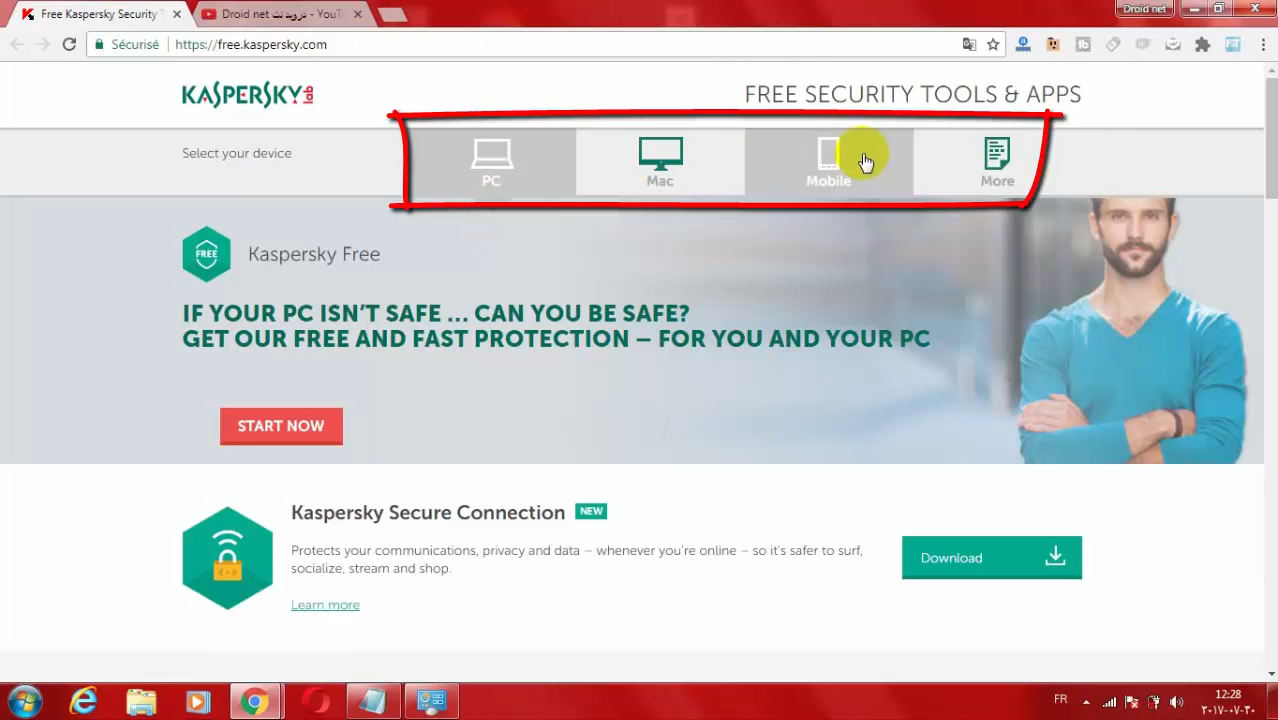 Free Kaspersky Security T
Droid net درويد نت - YouT
Droid net
Sécurisé
https://free.kaspersky.com
KASPERSKY lab
FREE SECURITY TOOLS & APPS
Select your device
PC
Mac
Mobile
More
FREE
Kaspersky Free
IF YOUR PC ISN'T SAFE ... CAN YOU BE SAFE?
GET OUR FREE AND FAST PROTECTION – FOR YOU AND YOUR PC
START NOW
Kaspersky Secure Connection NEW
Protects your communications, privacy and data – whenever you're online – so it's safer to surf,
socialize, stream and shop.
Download
Learn more
FR
12:28
٢٠١٧-٠٧-٣٠